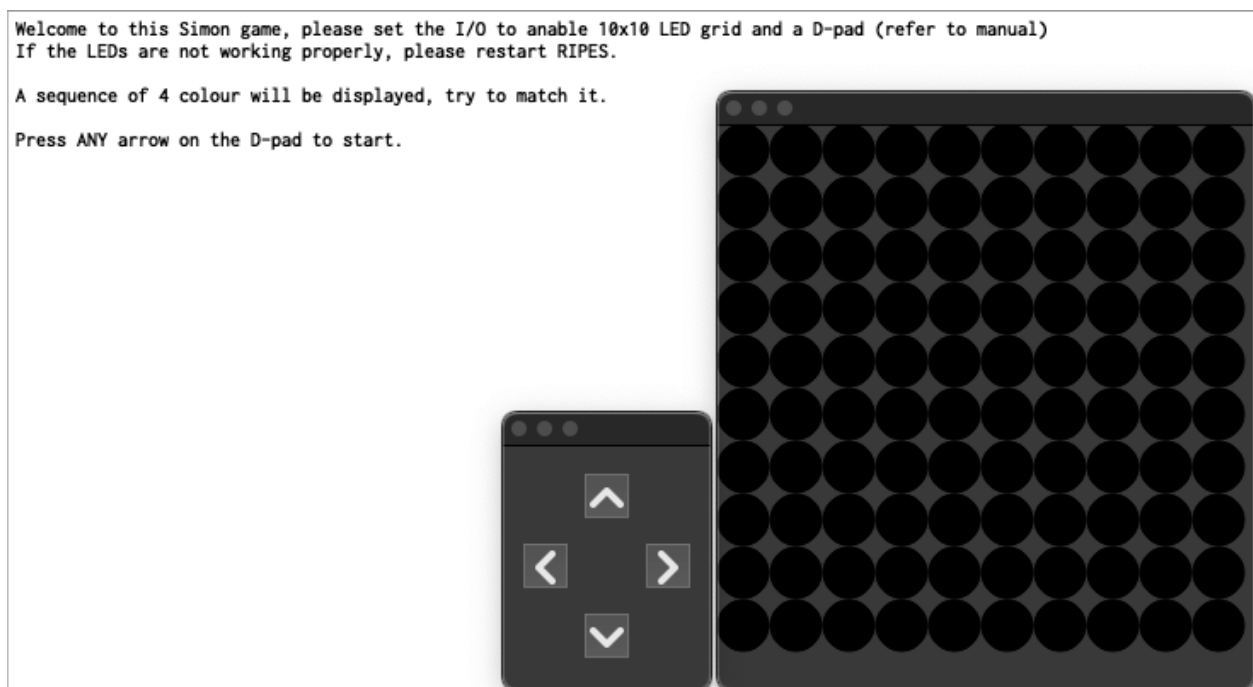 Welcome to this Simon game, please set the I/O to anable 10x10 LED grid and a D-pad (refer to manual)
If the LEDs are not working properly, please restart RIPES.
A sequence of 4 colour will be displayed, try to match it.
Press ANY arrow on the D-pad to start.